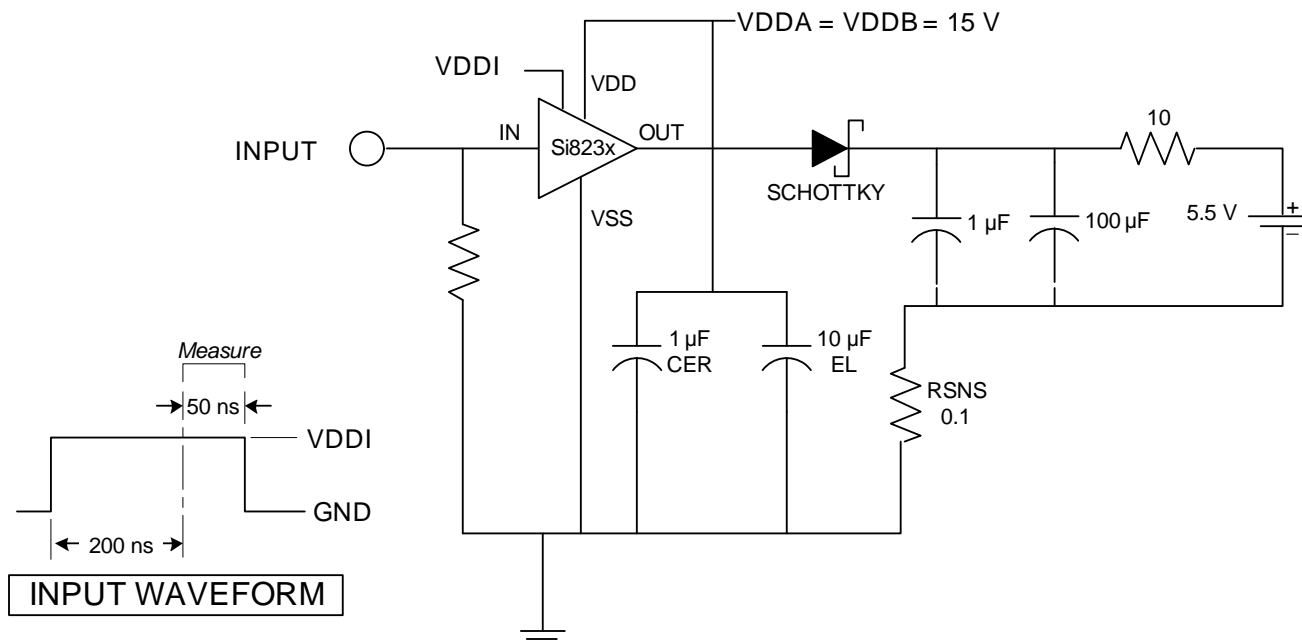 VDDA = VDDB = 15 V
VDDI
VDD
10
INPUT
IN
Si823x
OUT
SCHOTTKY
VSS
1 µF
100 µF
5.5 V
+
–
1 µF
CER
10 µF
EL
RSNS
0.1
Measure
50 ns
VDDI
GND
200 ns
INPUT WAVEFORM